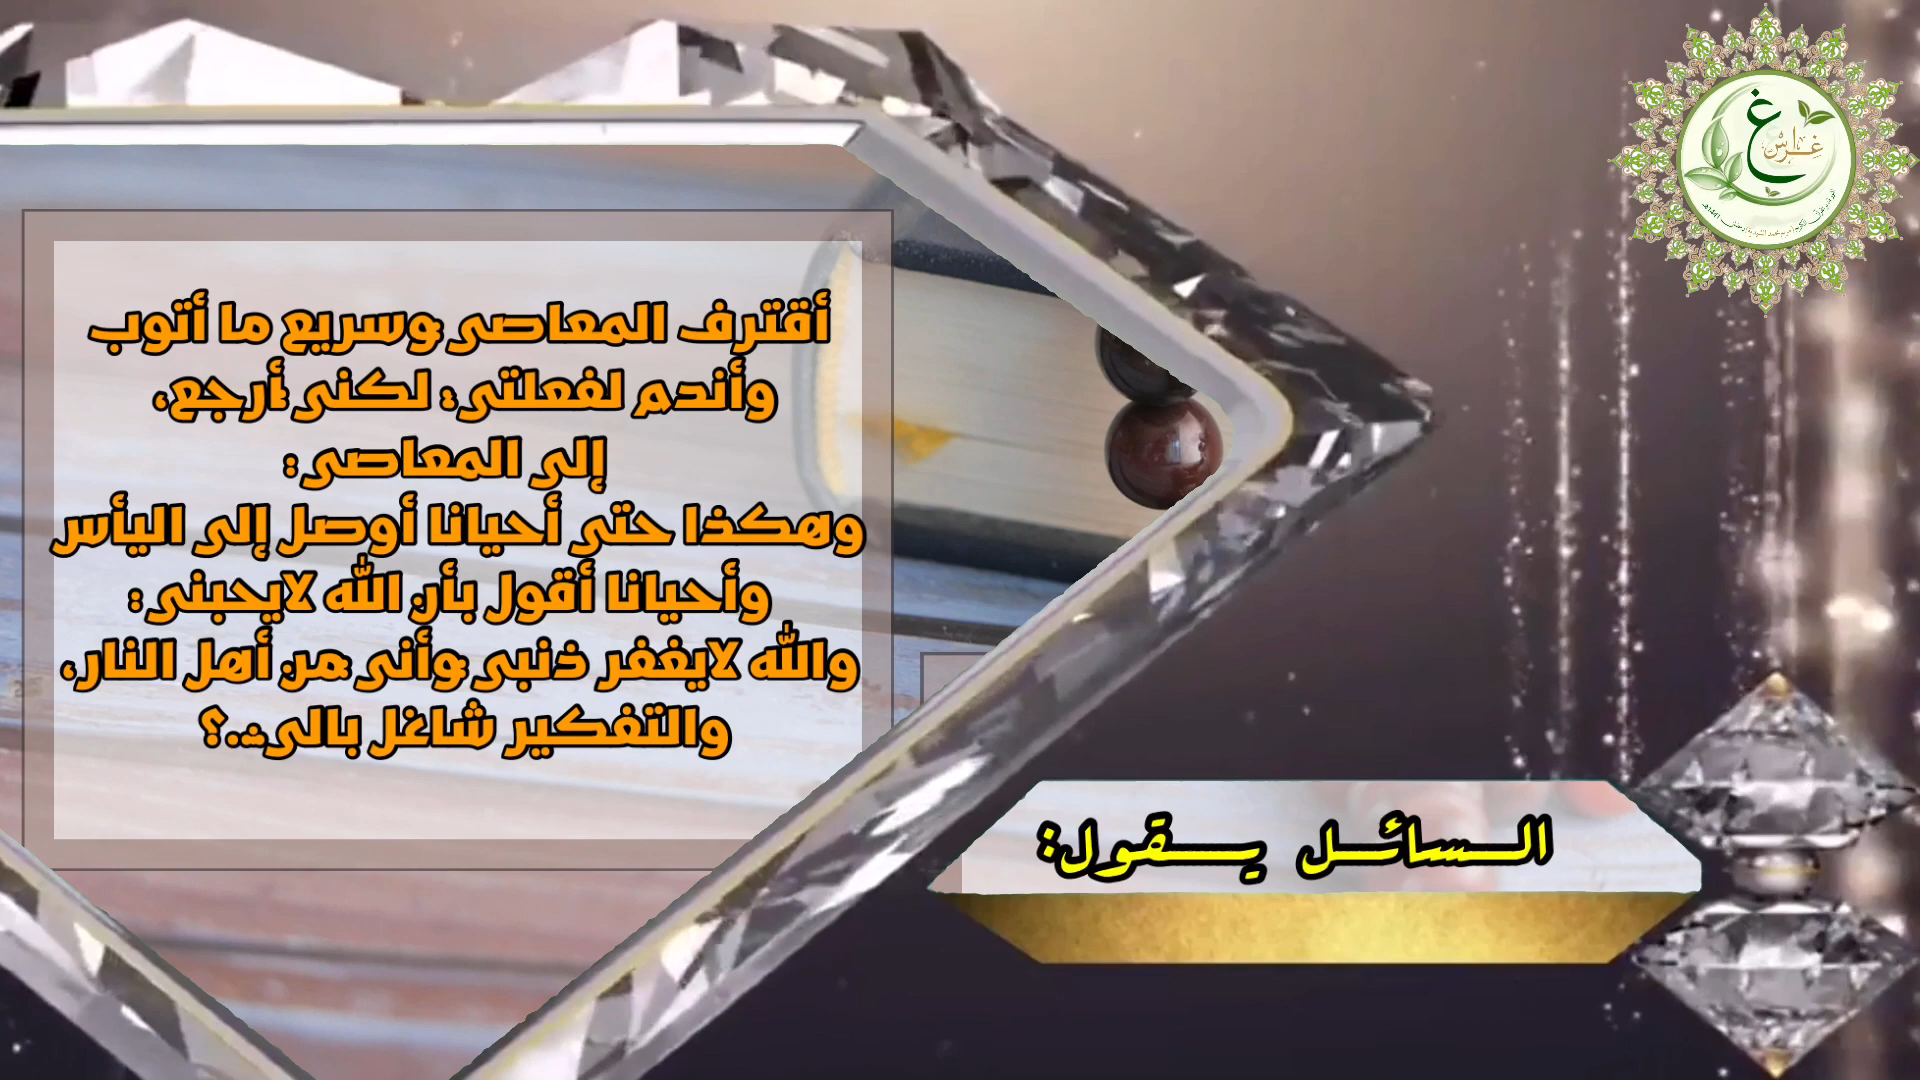 السائل يقول:
أقترف المعاصي وسريع ما أتوب
وأندم لفعلتي؛ لكني أرجع،
إلى المعاصي؛
وهكذا حتى أحيانا أوصل إلى اليأس
وأحيانا أقول بأن الله لايحبني؛
والله لايغفر ذنبي وأني من أهل النار،
والتفكير شاغل بالي..؟
غ
غراس